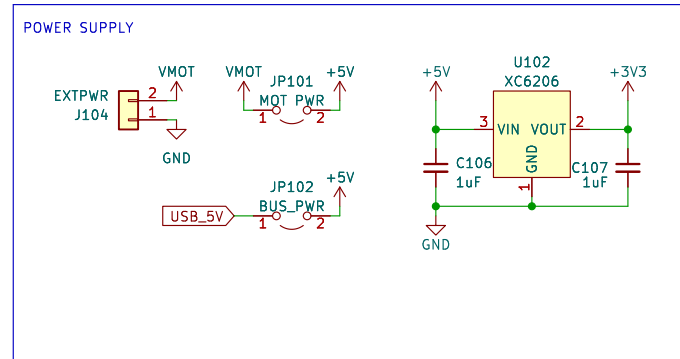 POWER SUPPLY
EXTPWR
J104
2
1
VMOT
GND
VMOT
JP101
+5V
MOT_PWR
1
2
JP102
+5V
BUS_PWR
USB_5V
1
2
U102
XC6206
+5V
+3V3
3
VIN
VOUT
2
GND
1
C106
1uF
C107
1uF
GND